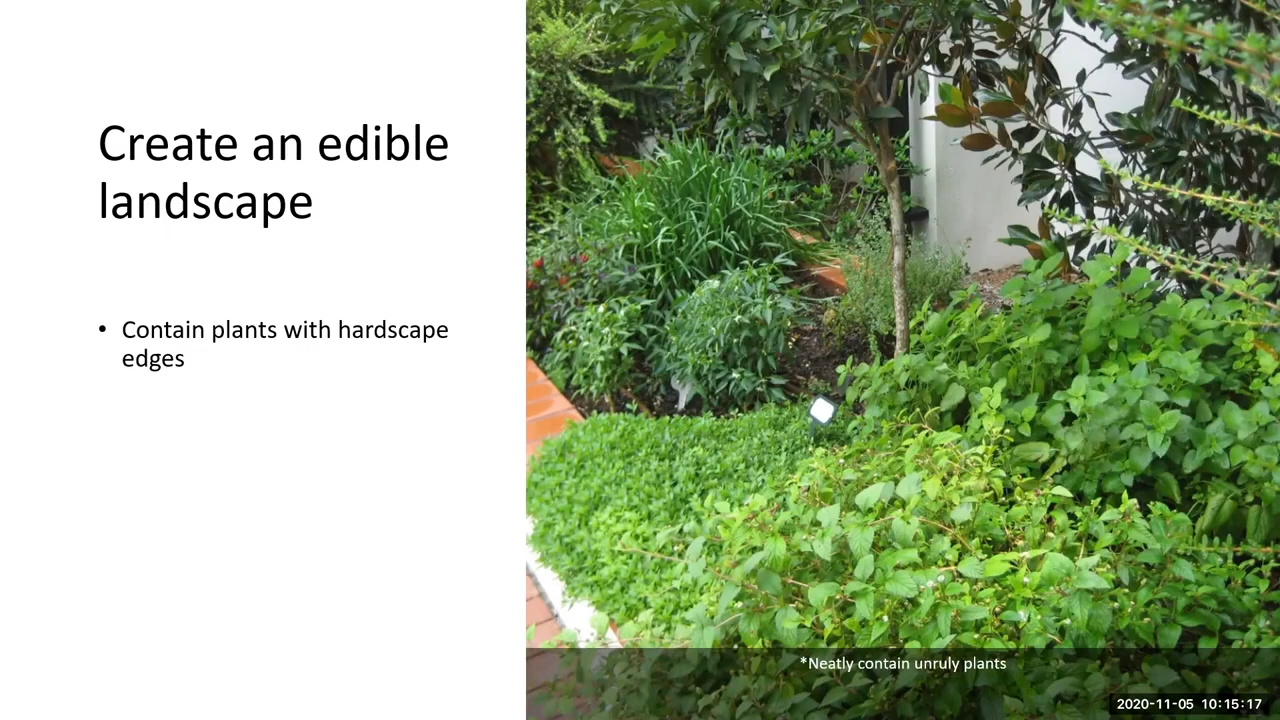 Create an edible
landscape
• Contain plants with hardscape
edges
*Neatly contain unruly plants
2020-11-05 10:15:17